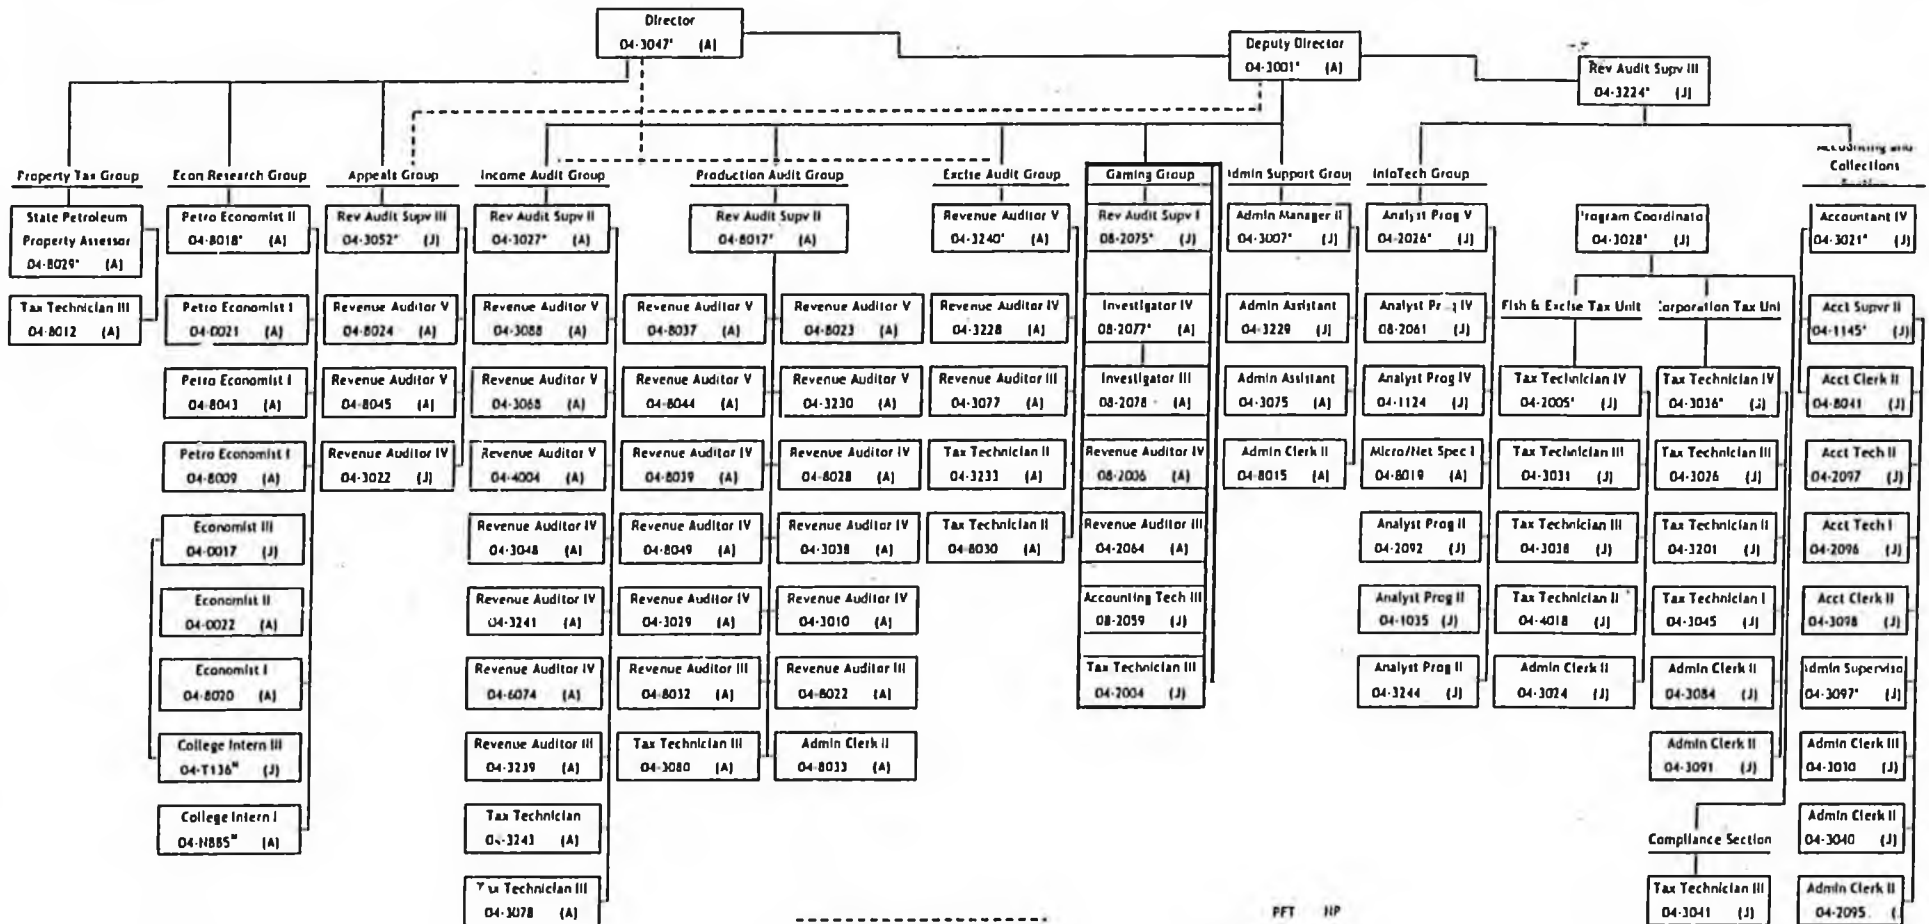 Director
04-3047* (A)
Deputy Director
04-3001* (A)
Rev Audit Supv III
04-3224* (J)
Property Tax Group
State Petroleum
Property Assessor
04-8029* (A)
Tax Technician III
04-8012 (A)
Econ Research Group
Petro Economist II
04-8018* (A)
Petro Economist I
04-0021 (A)
Petro Economist I
04-8043 (A)
Petro Economist I
04-8009 (A)
Economist III
04-0017 (J)
Economist II
04-0022 (A)
Economist I
04-8020 (A)
College Intern III
04-T136ᴺ (J)
College Intern I
04-N885ᴺ (A)
Appeals Group
Rev Audit Supv III
04-3052* (J)
Revenue Auditor V
04-8024 (A)
Revenue Auditor V
04-8045 (A)
Revenue Auditor IV
04-3022 (J)
Income Audit Group
Rev Audit Supv II
04-3027* (A)
Revenue Auditor V
04-3088 (A)
Revenue Auditor V
04-3068 (A)
Revenue Auditor V
04-4004 (A)
Revenue Auditor IV
04-3048 (A)
Revenue Auditor IV
04-3241 (A)
Revenue Auditor IV
04-6074 (A)
Revenue Auditor III
04-3239 (A)
Tax Technician
04-3243 (A)
Technician III
04-3078 (A)
Production Audit Group
Rev Audit Supv II
04-8017* (A)
Revenue Auditor V
04-8037 (A)
Revenue Auditor V
04-8044 (A)
Revenue Auditor IV
04-8039 (A)
Revenue Auditor IV
04-8049 (A)
Revenue Auditor IV
04-3029 (A)
Revenue Auditor III
04-8032 (A)
Tax Technician III
04-3080 (A)
Revenue Auditor V
04-8023 (A)
Revenue Auditor V
04-3230 (A)
Revenue Auditor IV
04-8028 (A)
Revenue Auditor IV
04-3038 (A)
Revenue Auditor IV
04-3010 (A)
Revenue Auditor III
04-8022 (A)
Admin Clerk II
04-8033 (A)
Excise Audit Group
Revenue Auditor V
04-3240* (A)
Revenue Auditor IV
04-3228 (A)
Revenue Auditor III
04-3077 (A)
Tax Technician II
04-3233 (A)
Tax Technician II
04-8030 (A)
Gaming Group
Rev Audit Supv I
08-2075* (J)
Investigator IV
08-2077* (A)
Investigator III
08-2078 (A)
Revenue Auditor IV
08-2006 (A)
Revenue Auditor III
04-2064 (A)
Accounting Tech III
08-2059 (J)
Tax Technician III
04-2004 (J)
dmin Support Grou
Admin Manager II
04-3007* (J)
Admin Assistant
04-3229 (J)
Admin Assistant
04-3075 (A)
Admin Clerk II
04-8015 (A)
InfoTech Group
Analyst Prog V
04-2026* (J)
Analyst IV
08-2061 (J)
Analyst Prog IV
04-1124 (J)
Micro/Net Spec I
04-8019 (A)
Analyst Prog II
04-2092 (J)
Analyst Prog II
04-1035 (J)
Analyst Prog II
04-3244 (J)
rogram Coordinato
04-3028* (J)
Fish & Excise Tax Unit
Tax Technician IV
04-2005* (J)
Tax Technician III
04-3031 (J)
Tax Technician III
04-3038 (J)
Tax Technician II
04-4018 (J)
Admin Clerk II
04-3024 (J)
orporation Tax Uni
Tax Technician IV
04-3036* (J)
Tax Technician III
04-3026 (J)
Tax Technician II
04-3201 (J)
Tax Technician I
04-3045 (J)
Admin Clerk II
04-3084 (J)
Admin Clerk II
04-3091 (J)
Compliance Section
Tax Technician III
04-3041 (J)
Accounting and
Collections
Accountant IV
04-3021* (J)
Acct Supvr II
04-1145* (J)
Acct Clerk II
04-8041 (J)
Acct Tech II
04-2097 (J)
Acct Tech I
04-2096 (J)
Acct Clerk II
04-3098 (J)
dmin Superviso
04-3097* (J)
Admin Clerk III
04-3030 (J)
Admin Clerk II
04-3040 (J)
Admin Clerk II
04-2095
PFT NP